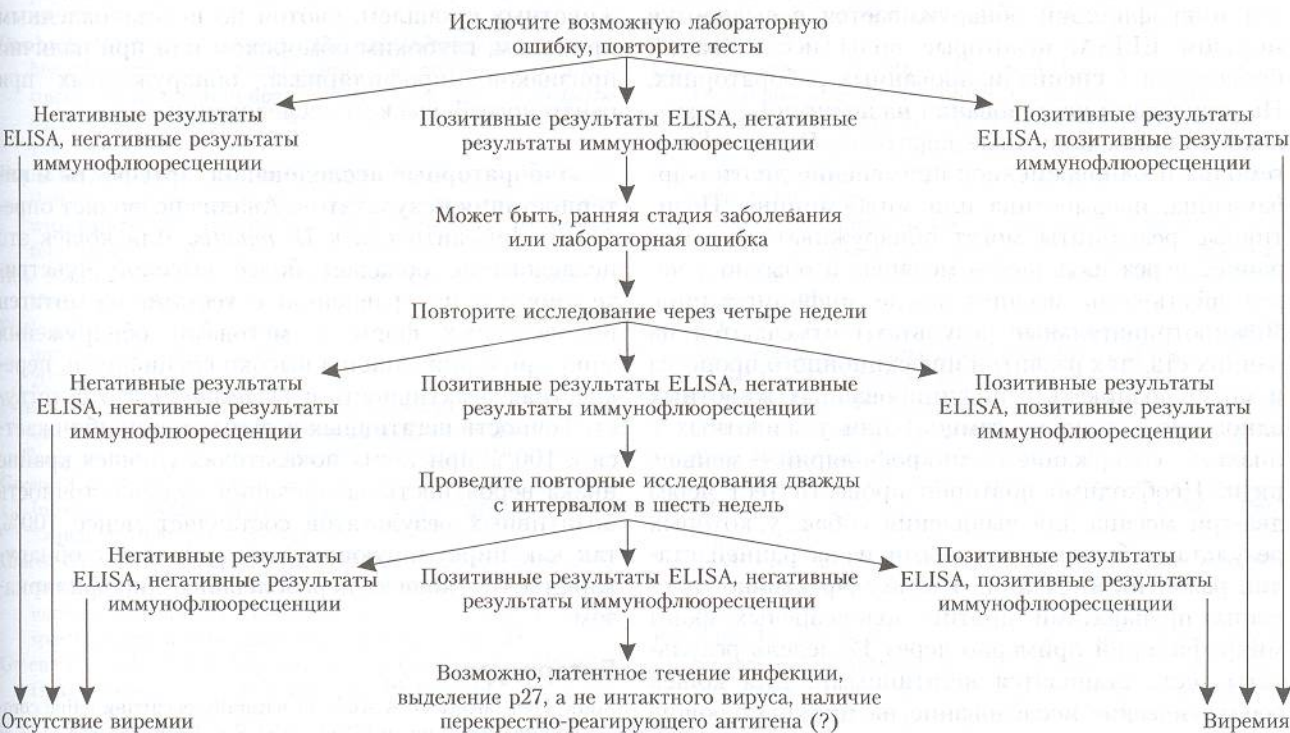 Исключите возможную лабораторную
ошибку, повторите тесты
Негативные результаты
ELISA, негативные результаты
иммунофлюоресценции
Позитивные результаты ELISA, негативные
результаты иммунофлюоресценции
Позитивные результаты
ELISA, позитивные результаты
иммунофлюоресценции
Может быть, ранняя стадия заболевания
или лабораторная ошибка
Повторите исследование через четыре недели
Негативные результаты
ELISA, негативные результаты
иммунофлюоресценции
Позитивные результаты ELISA, негативные
результаты иммунофлюоресценции
Позитивные результаты
ELISA, позитивные результаты
иммунофлюоресценции
Проведите повторные исследования дважды
с интервалом в шесть недель
Негативные результаты
ELISA, негативные результаты
иммунофлюоресценции
Позитивные результаты ELISA, негативные
результаты иммунофлюоресценции
Позитивные результаты
ELISA, позитивные результаты
иммунофлюоресценции
Отсутствие виремии
Возможно, латентное течение инфекции,
выделение p27, а не интактного вируса, наличие
перекрестно-реагирующего антигена (?)
Виремия